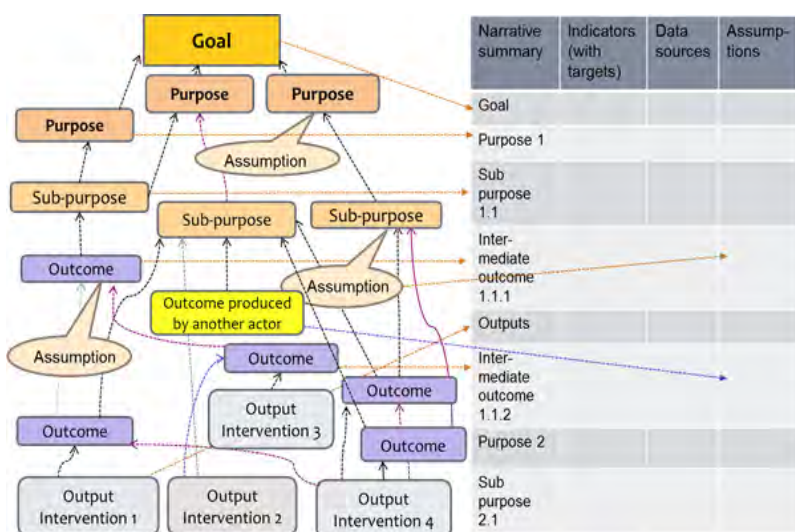 Goal
Purpose
Purpose
Purpose
Assumption
Sub-purpose
Sub-purpose
Sub-purpose
Outcome
Assumption
Outcome produced
by another actor
Assumption
Outcome
Outcome
Output
Intervention 3
Outcome
Outcome
Output
Intervention 1
Output
Intervention 2
Output
Intervention 4
Narrative
summary
Indicators
(with
targets)
Data
sources
Assump-
tions
Goal
Purpose 1
Sub
purpose
1.1
Inter-
mediate
outcome
1.1.1
Outputs
Inter-
mediate
outcome
1.1.2
Purpose 2
Sub
purpose
2.1